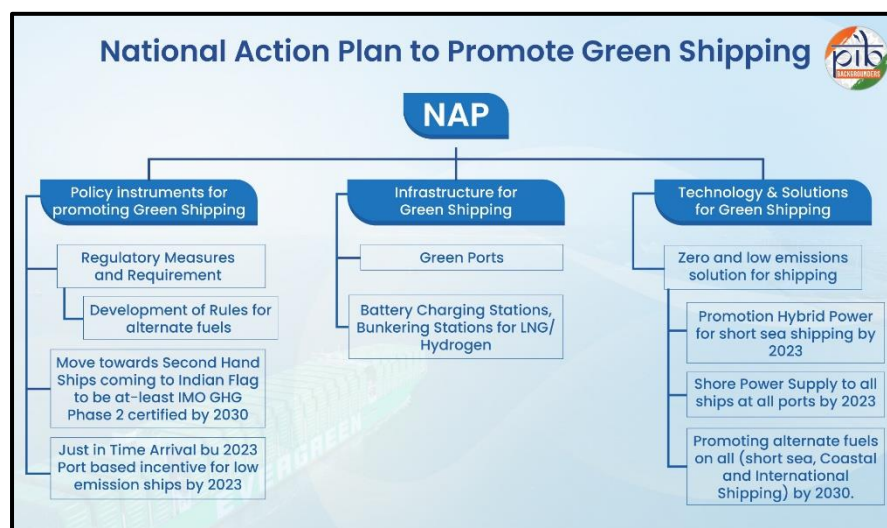 National Action Plan to Promote Green Shipping
pib
BACKGROUNDERS
NAP
Policy instruments for
promoting Green Shipping
Regulatory Measures
and Requirement
Development of Rules for
alternate fuels
Move towards Second Hand
Ships coming to Indian Flag
to be at-least IMO GHG
Phase 2 certified by 2030
Just in Time Arrival bu 2023
Port based incentive for low
emission ships by 2023
Infrastructure for
Green Shipping
Green Ports
Battery Charging Stations,
Bunkering Stations for LNG/
Hydrogen
Technology & Solutions
for Green Shipping
Zero and low emissions
solution for shipping
Promotion Hybrid Power
for short sea shipping by
2023
Shore Power Supply to all
ships at all ports by 2023
Promoting alternate fuels
on all (short sea, Coastal
and International
Shipping) by 2030.
EVERGREEN